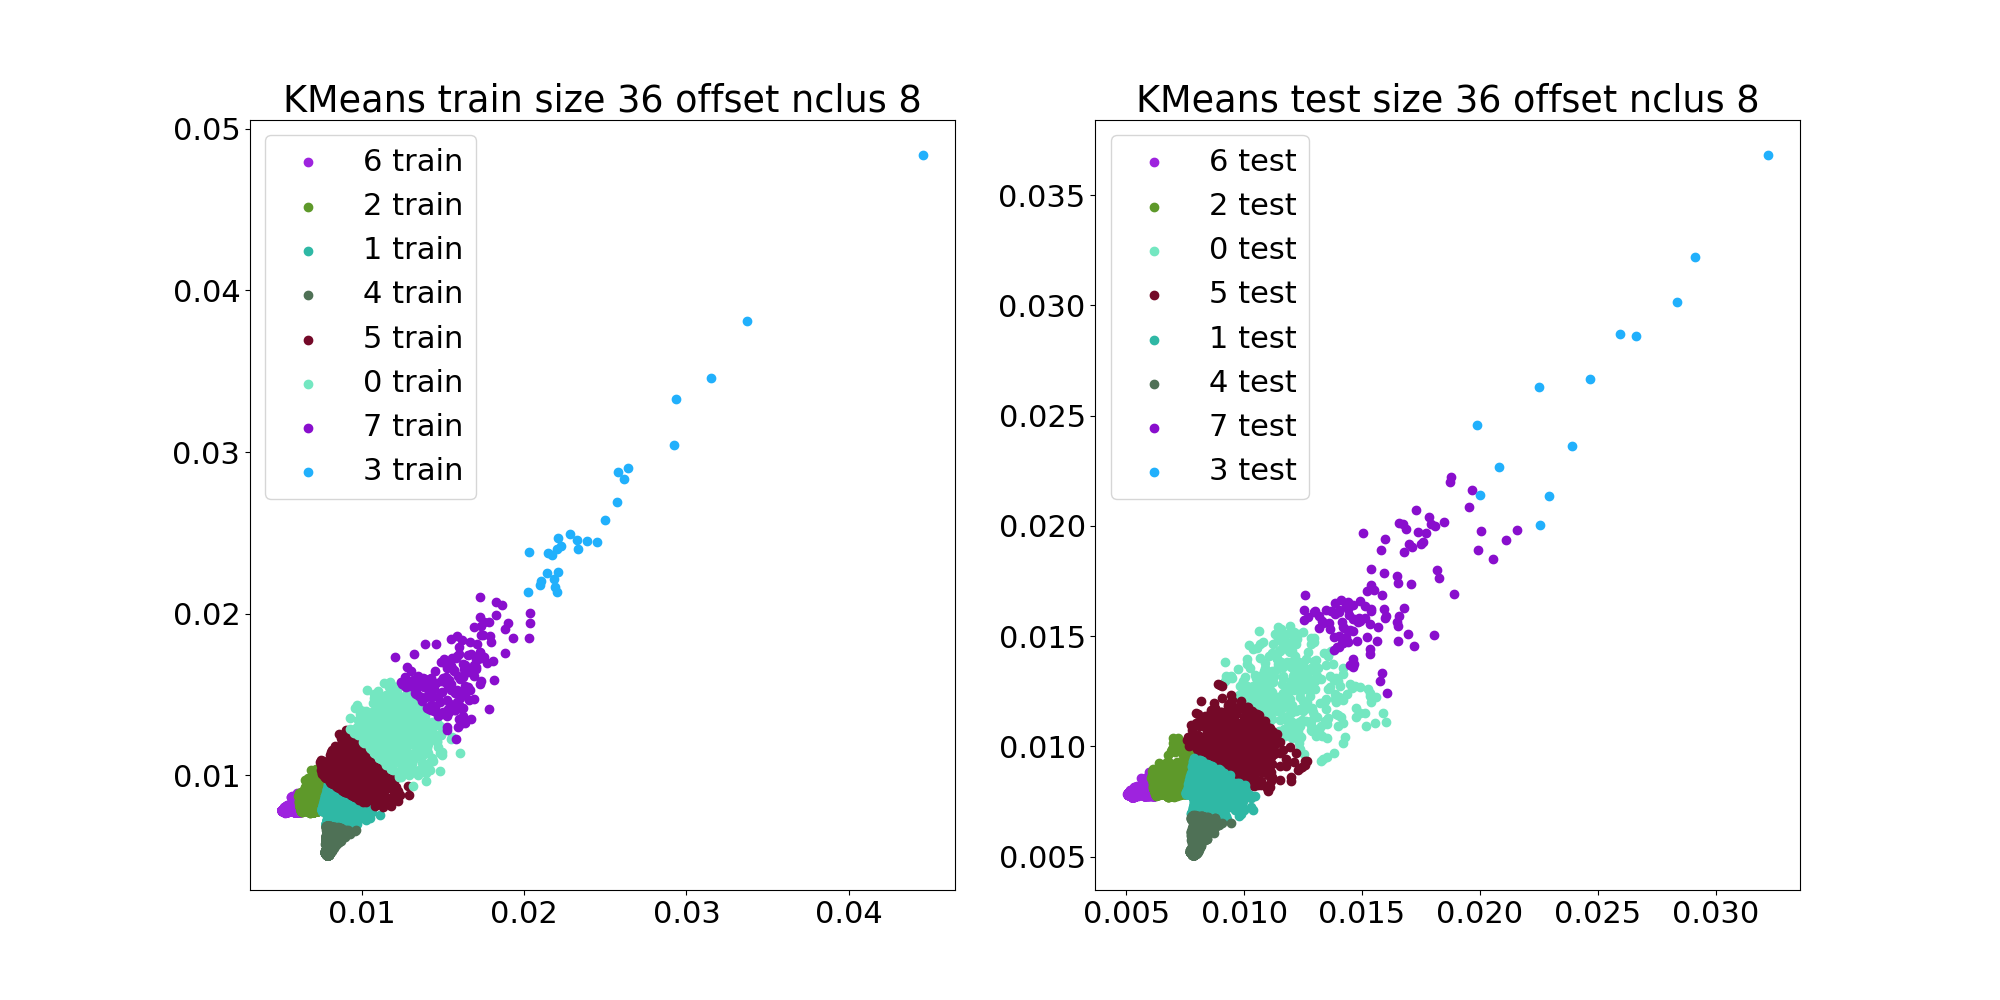 KMeans train size 36 offset nclus 8
0.05
0.04
0.03
0.02
0.01
6 train
2 train
1 train
4 train
5 train
0 train
7 train
3 train
0.01 0.02 0.03 0.04
KMeans test size 36 offset nclus 8
0.035
0.030
0.025
0.020
0.015
0.010
0.005
6 test
2 test
0 test
5 test
1 test
4 test
7 test
3 test
0.005 0.010 0.015 0.020 0.025 0.030